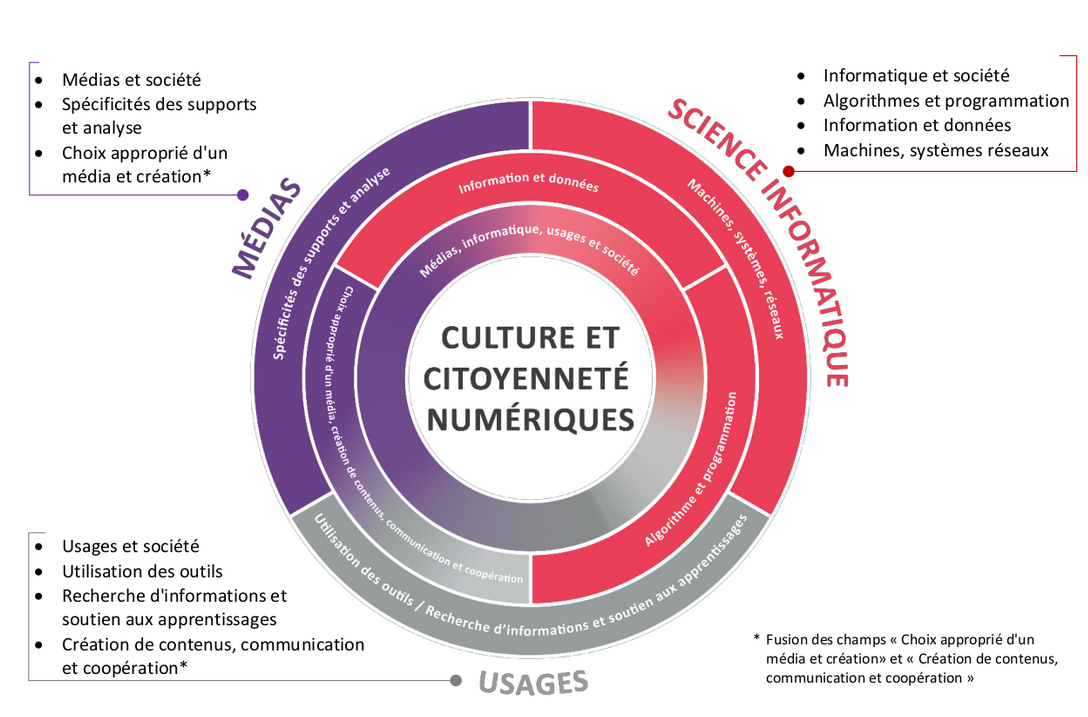 • Médias et société
• Spécificités des supports
et analyse
• Choix approprié d'un
média et création*
• Informatique et société
• Algorithmes et programmation
• Information et données
• Machines, systèmes réseaux
MÉDIAS
SCIENCE INFORMATIQUE
Spécificités des supports et analyse
Information et données
Machines, systèmes, réseaux
Médias, informatique, usages et société
Choix approprié d'un média, création de contenus, communication et coopération
CULTURE ET
CITOYENNETÉ
NUMÉRIQUES
Algorithme et programmation
Utilisation des outils / Recherche d'informations et soutien aux apprentissages
• Usages et société
• Utilisation des outils
• Recherche d'informations et
soutien aux apprentissages
• Création de contenus, communication
et coopération*
USAGES
* Fusion des champs « Choix approprié d'un
média et création» et « Création de contenus,
communication et coopération »